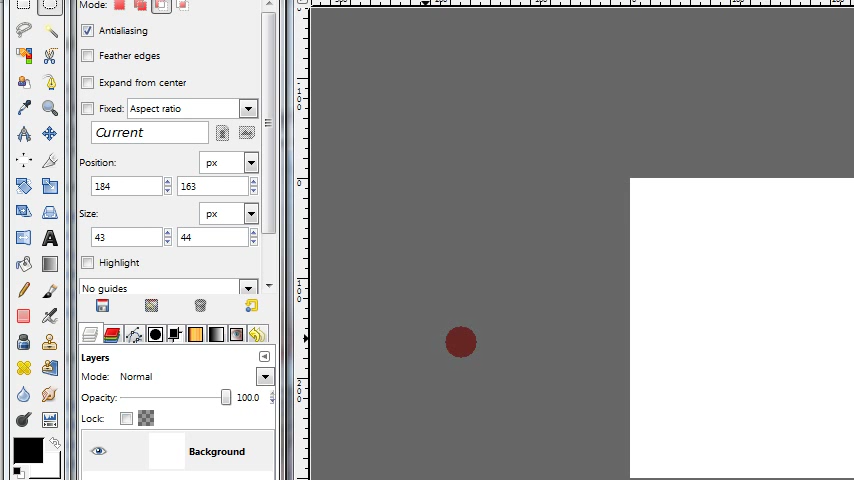 Mode:
Antialiasing
Feather edges
Expand from center
Fixed: Aspect ratio
Current
Position: px
184 163
Size: px
43 44
Highlight
No guides
Layers
Mode: Normal
Opacity: 100.0
Lock:
Background